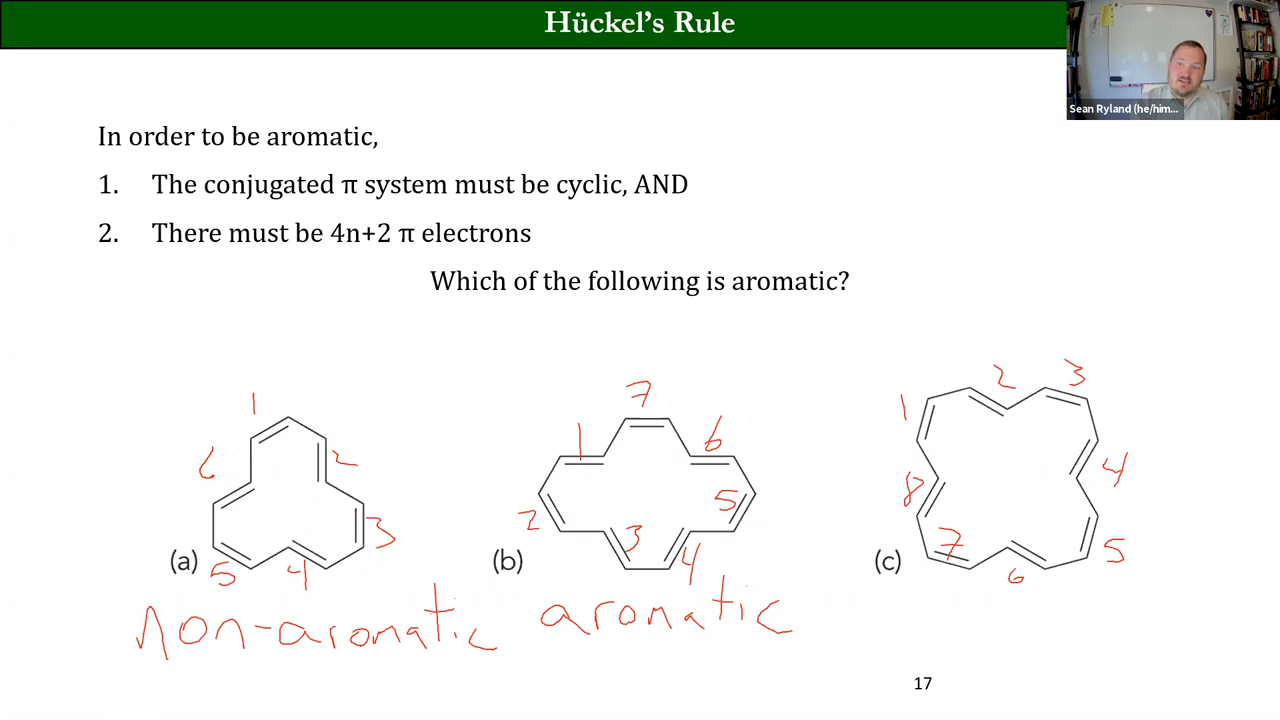 Hückel's Rule
Sean Ryland (he/him...
In order to be aromatic,
1. The conjugated π system must be cyclic, AND
2. There must be 4n+2 π electrons
Which of the following is aromatic?
1
2
3
4
5
6
(a)
non-aromatic
7
1
6
2
5
3
4
(b)
aromatic
1
2
3
4
8
7
5
6
(c)
17